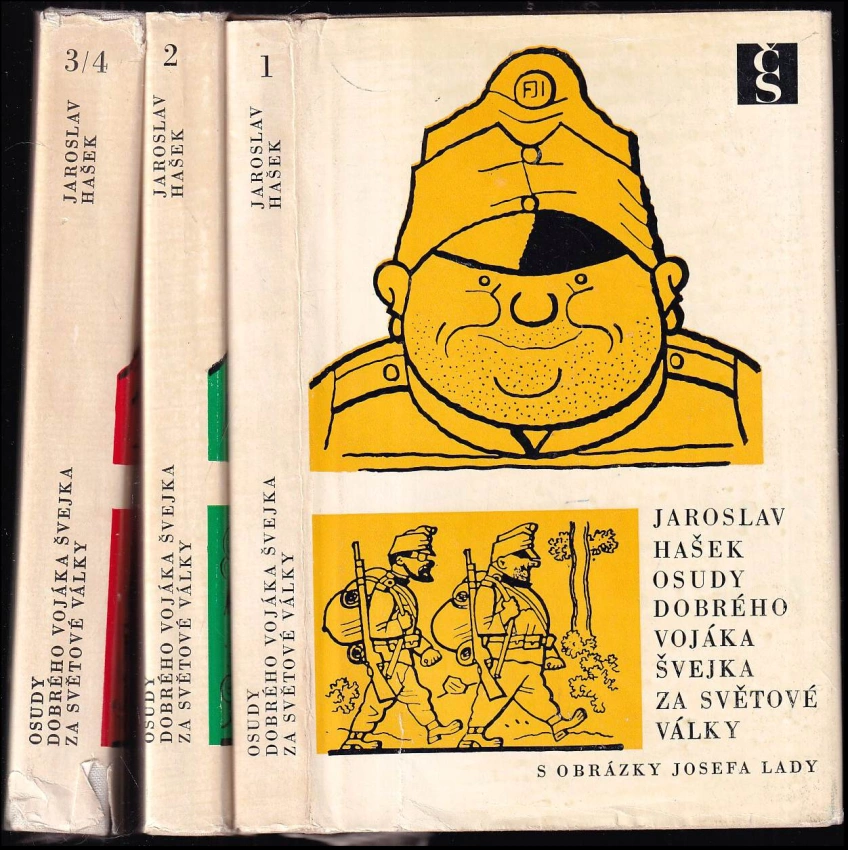 3/4
JAROSLAV
HAŠEK
OSUDY
DOBRÉHO VOJÁKA ŠVEJKA
ZA SVĚTOVÉ VÁLKY
2
JAROSLAV
HAŠEK
OSUDY
DOBRÉHO VOJÁKA ŠVEJKA
ZA SVĚTOVÉ VÁLKY
1
JAROSLAV
HAŠEK
OSUDY
DOBRÉHO VOJÁKA ŠVEJKA
ZA SVĚTOVÉ VÁLKY
ČS
FJI
JAROSLAV
HAŠEK
OSUDY
DOBRÉHO
VOJÁKA
ŠVEJKA
ZA SVĚTOVÉ
VÁLKY
S OBRÁZKY JOSEFA LADY